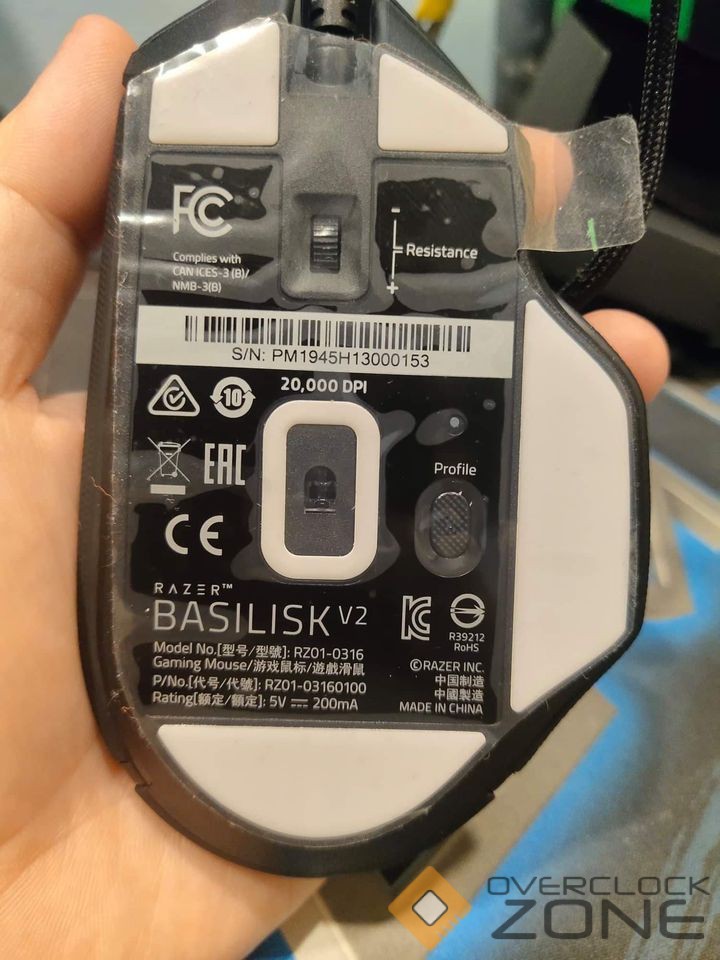 FC
Complies with
CAN ICES-3 (B)/
NMB-3(B)
-
Resistance
+
S/N: PM1945H13000153
20,000 DPI
10
EAC
Profile
CE
RAZER™
BASILISK V2
R39212
RoHS
Model No.[型号/型號]: RZ01-0316
Gaming Mouse/游戏鼠标/遊戲滑鼠
P/No.[代号/代號]: RZ01-03160100
Rating[额定/額定]: 5V ⎓ 200mA
©RAZER INC.
中国制造
中國製造
MADE IN CHINA
OVERCLOCK
ZONE